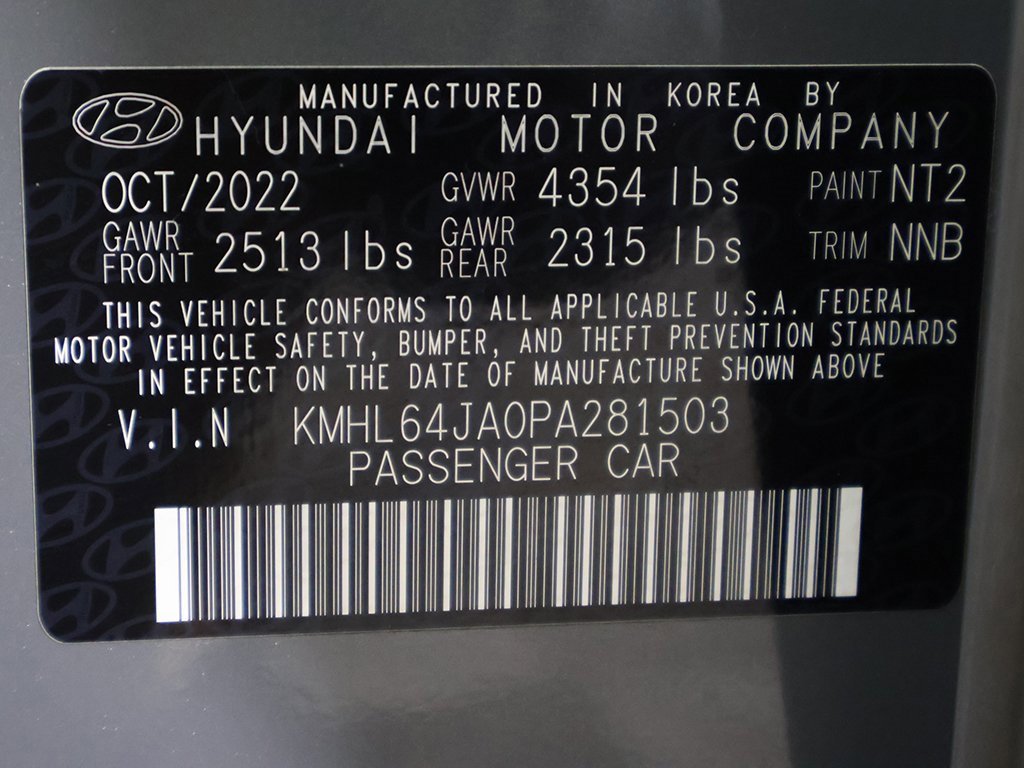 MANUFACTURED IN KOREA BY
HYUNDAI MOTOR COMPANY
OCT/2022 GVWR 4354 lbs PAINT NT2
GAWR FRONT 2513 lbs GAWR REAR 2315 lbs TRIM NNB
THIS VEHICLE CONFORMS TO ALL APPLICABLE U.S.A. FEDERAL
MOTOR VEHICLE SAFETY, BUMPER, AND THEFT PREVENTION STANDARDS
IN EFFECT ON THE DATE OF MANUFACTURE SHOWN ABOVE
V.I.N KMHL64JA0PA281503
PASSENGER CAR